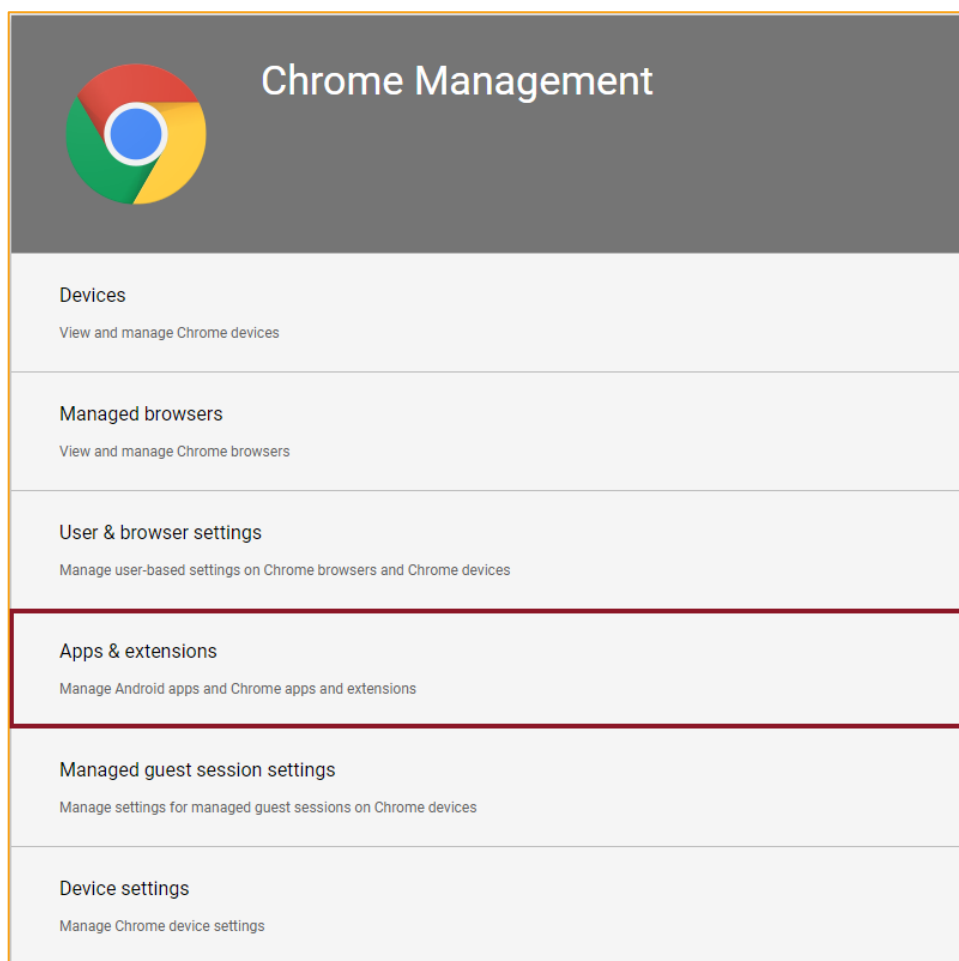 Chrome Management
Devices
View and manage Chrome devices
Managed browsers
View and manage Chrome browsers
User & browser settings
Manage user-based settings on Chrome browsers and Chrome devices
Apps & extensions
Manage Android apps and Chrome apps and extensions
Managed guest session settings
Manage settings for managed guest sessions on Chrome devices
Device settings
Manage Chrome device settings